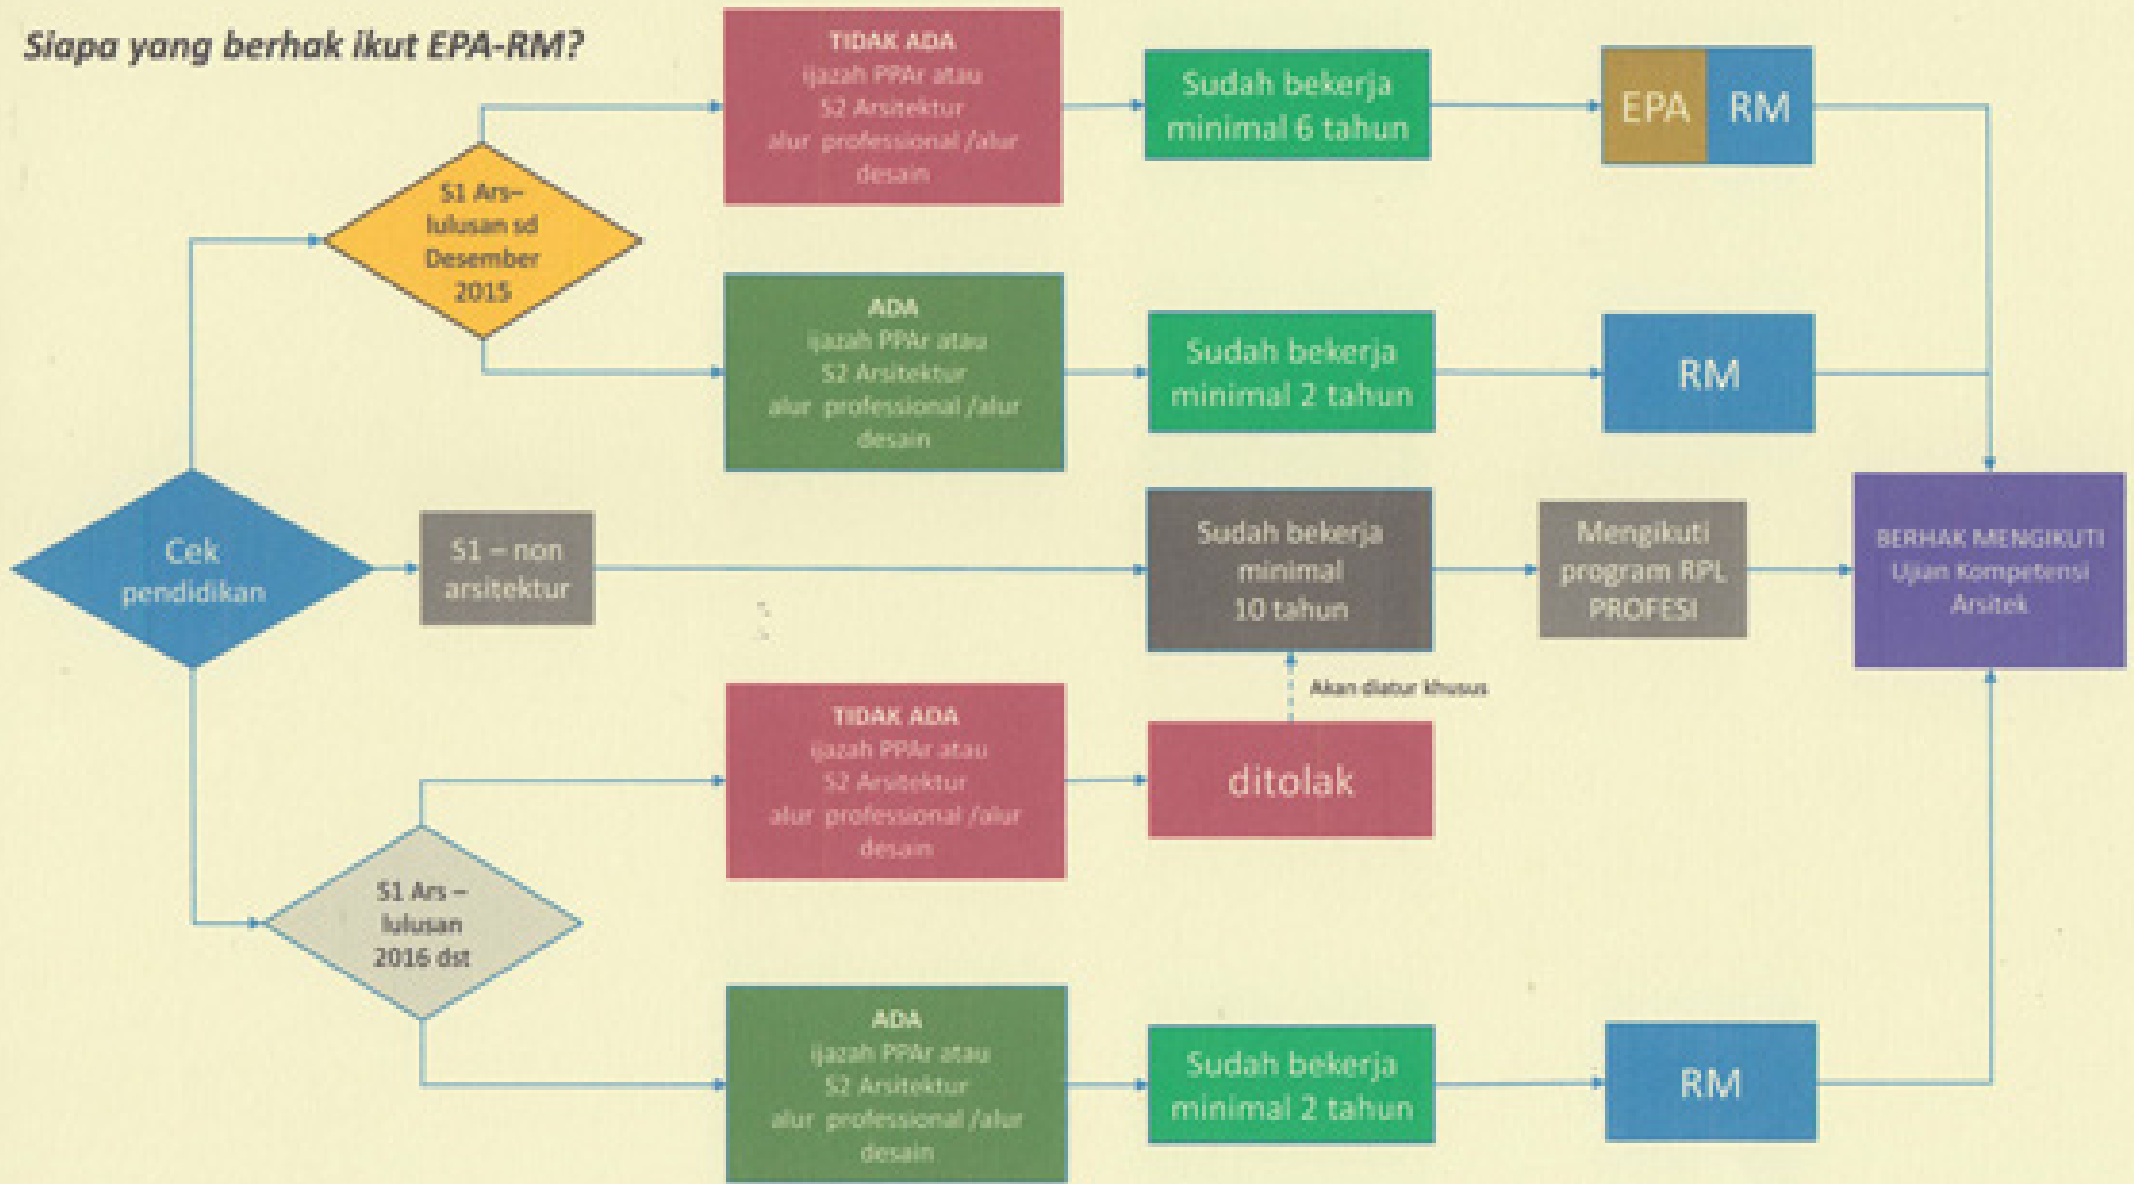 Siapa yang berhak ikut EPA-RM?
TIDAK ADA
ijazah PPAr atau
S2 Arsitektur
alur professional /alur
desain
Sudah bekerja
minimal 6 tahun
EPA
RM
S1 Ars–
lulusan sd
Desember
2015
ADA
ijazah PPAr atau
S2 Arsitektur
alur professional /alur
desain
Sudah bekerja
minimal 2 tahun
RM
Cek
pendidikan
S1 – non
arsitektur
Sudah bekerja
minimal
10 tahun
Mengikuti
program RPL
PROFESI
BERHAK MENGIKUTI
Ujian Kompetensi
Arsitek
Akan diatur khusus
TIDAK ADA
ijazah PPAr atau
S2 Arsitektur
alur professional /alur
desain
ditolak
S1 Ars –
lulusan
2016 dst
ADA
ijazah PPAr atau
S2 Arsitektur
alur professional /alur
desain
Sudah bekerja
minimal 2 tahun
RM